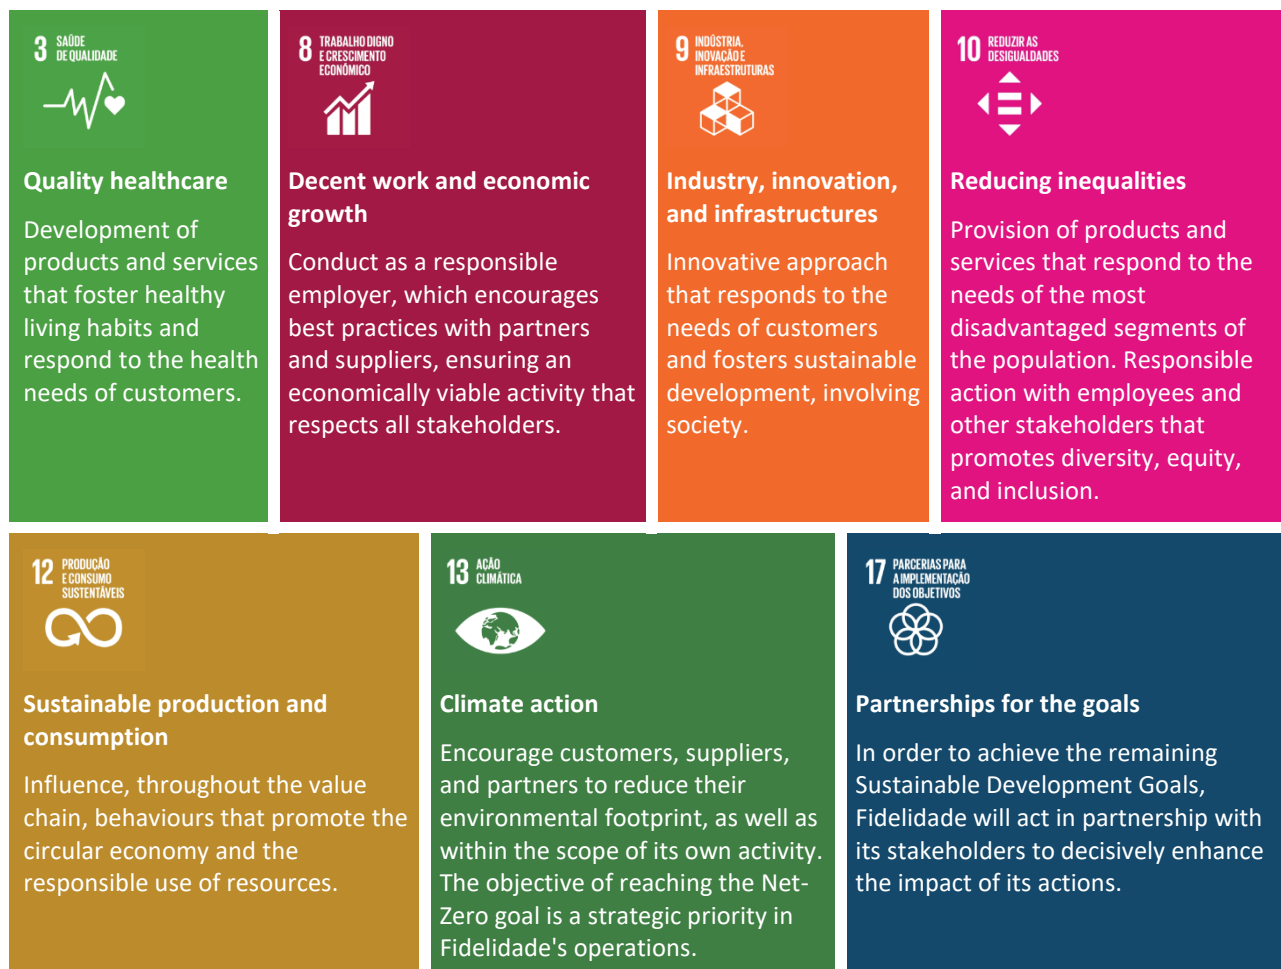 3 SAÚDE
DE QUALIDADE
Quality healthcare
Development of
products and services
that foster healthy
living habits and
respond to the health
needs of customers.
8 TRABALHO DIGNO
E CRESCIMENTO
ECONÓMICO
Decent work and economic
growth
Conduct as a responsible
employer, which encourages
best practices with partners
and suppliers, ensuring an
economically viable activity that
respects all stakeholders.
9 INDÚSTRIA,
INOVAÇÃO E
INFRAESTRUTURAS
Industry, innovation,
and infrastructures
Innovative approach
that responds to the
needs of customers
and fosters sustainable
development, involving
society.
10 REDUZIR AS
DESIGUALDADES
Reducing inequalities
Provision of products and
services that respond to the
needs of the most
disadvantaged segments of
the population. Responsible
action with employees and
other stakeholders that
promotes diversity, equity,
and inclusion.
12 PRODUÇÃO
E CONSUMO
SUSTENTÁVEIS
Sustainable production and
consumption
Influence, throughout the value
chain, behaviours that promote the
circular economy and the
responsible use of resources.
13 AÇÃO
CLIMÁTICA
Climate action
Encourage customers, suppliers,
and partners to reduce their
environmental footprint, as well as
within the scope of its own activity.
The objective of reaching the Net-
Zero goal is a strategic priority in
Fidelidade's operations.
17 PARCERIAS PARA
A IMPLEMENTAÇÃO
DOS OBJETIVOS
Partnerships for the goals
In order to achieve the remaining
Sustainable Development Goals,
Fidelidade will act in partnership with
its stakeholders to decisively enhance
the impact of its actions.